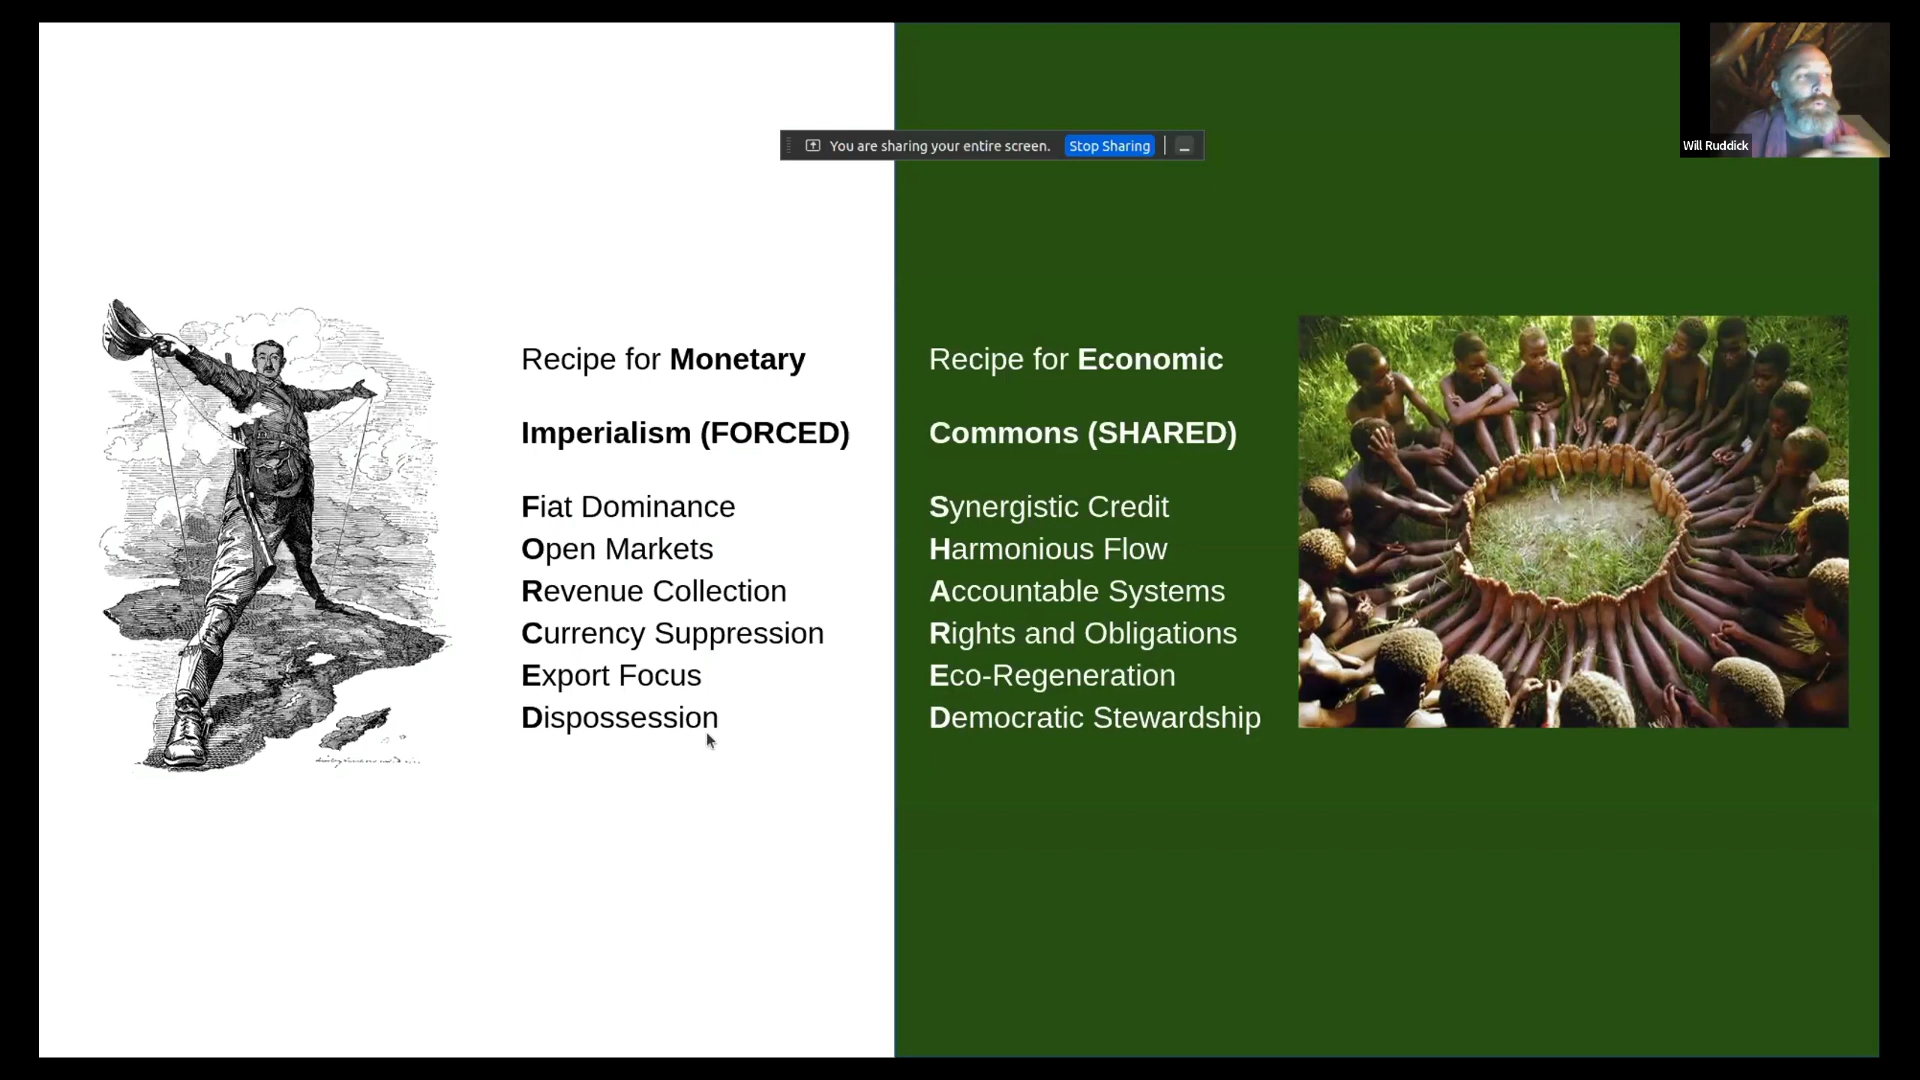 You are sharing your entire screen. Stop Sharing
Will Ruddick
Recipe for Monetary
Imperialism (FORCED)
Fiat Dominance
Open Markets
Revenue Collection
Currency Suppression
Export Focus
Dispossession
Recipe for Economic
Commons (SHARED)
Synergistic Credit
Harmonious Flow
Accountable Systems
Rights and Obligations
Eco-Regeneration
Democratic Stewardship